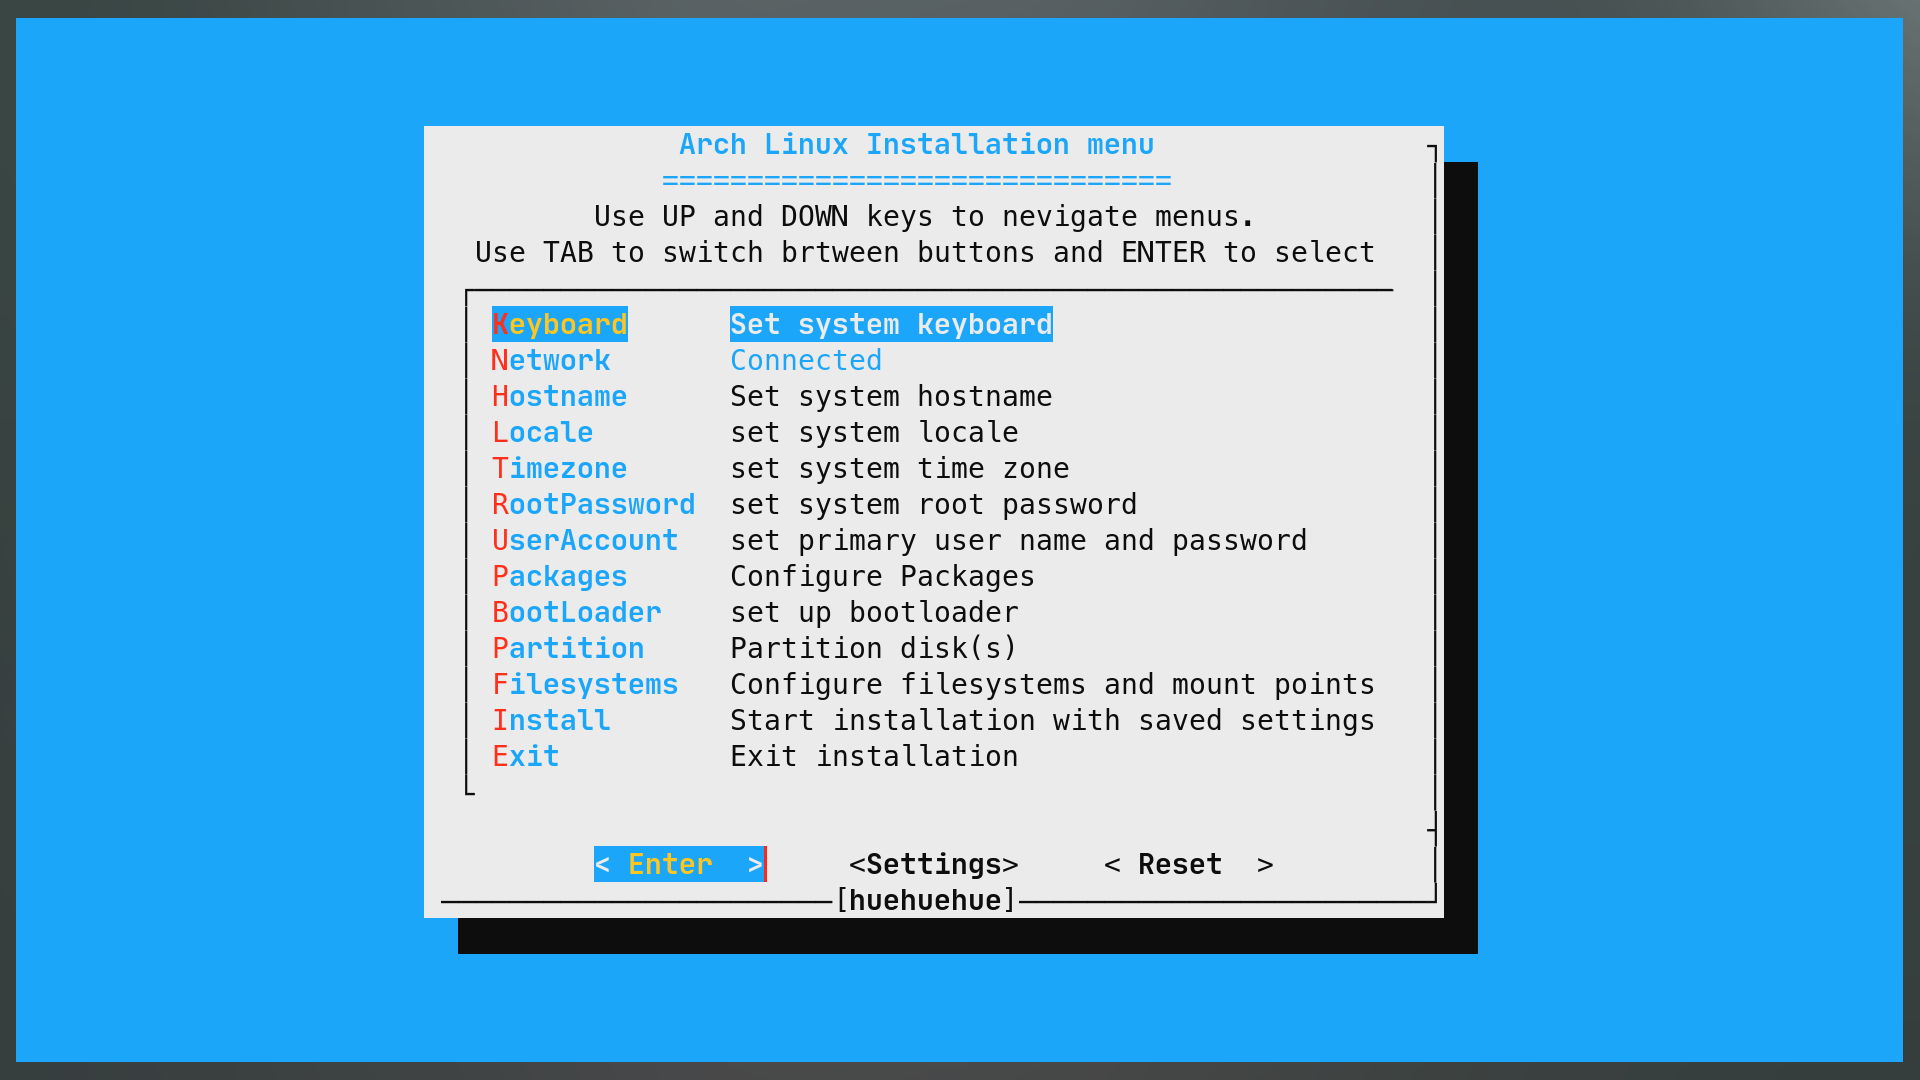 Arch Linux Installation menu
==============================
Use UP and DOWN keys to nevigate menus.
Use TAB to switch brtween buttons and ENTER to select
Keyboard Set system keyboard
Network Connected
Hostname Set system hostname
Locale set system locale
Timezone set system time zone
RootPassword set system root password
UserAccount set primary user name and password
Packages Configure Packages
BootLoader set up bootloader
Partition Partition disk(s)
Filesystems Configure filesystems and mount points
Install Start installation with saved settings
Exit Exit installation
< Enter > <Settings> < Reset >
[huehuehue]